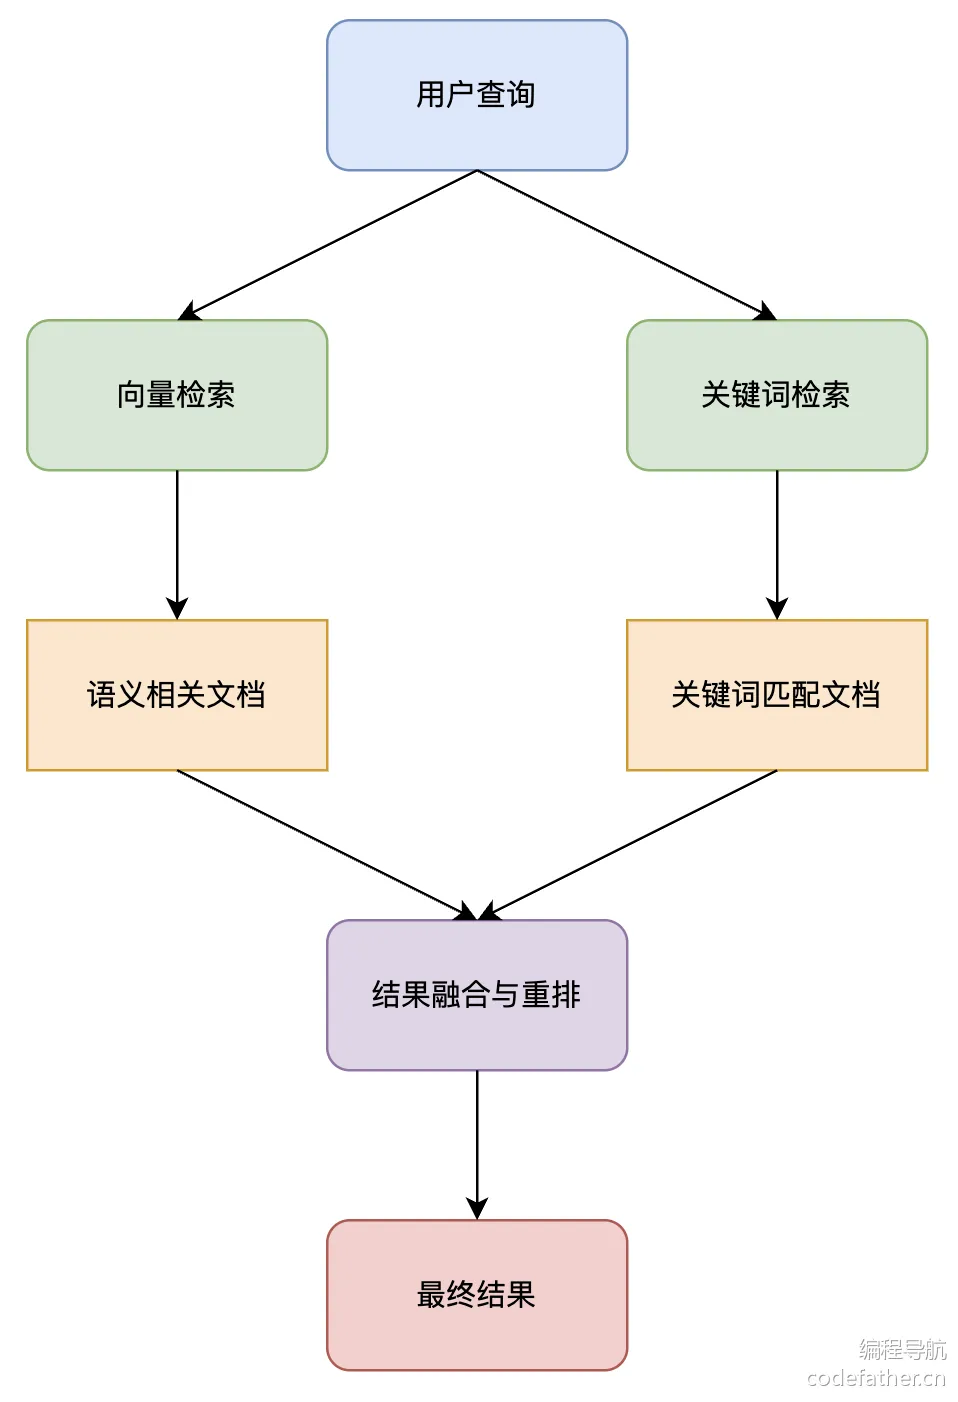 用户查询
向量检索
关键词检索
语义相关文档
关键词匹配文档
结果融合与重排
最终结果
编程导航
codefather.cn